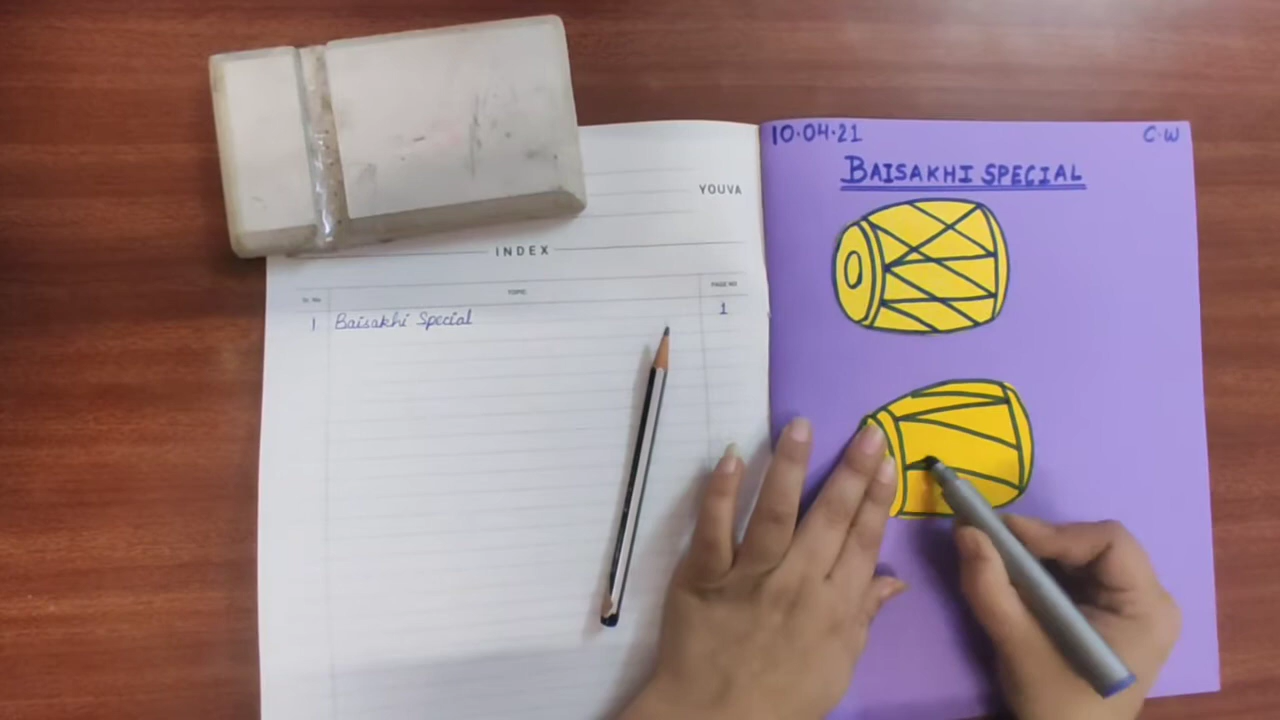 YOUVA
INDEX
Sr. No. TOPIC PAGE NO
1 Baisakhi Special 1
10.04.21 C.W
BAISAKHI SPECIAL